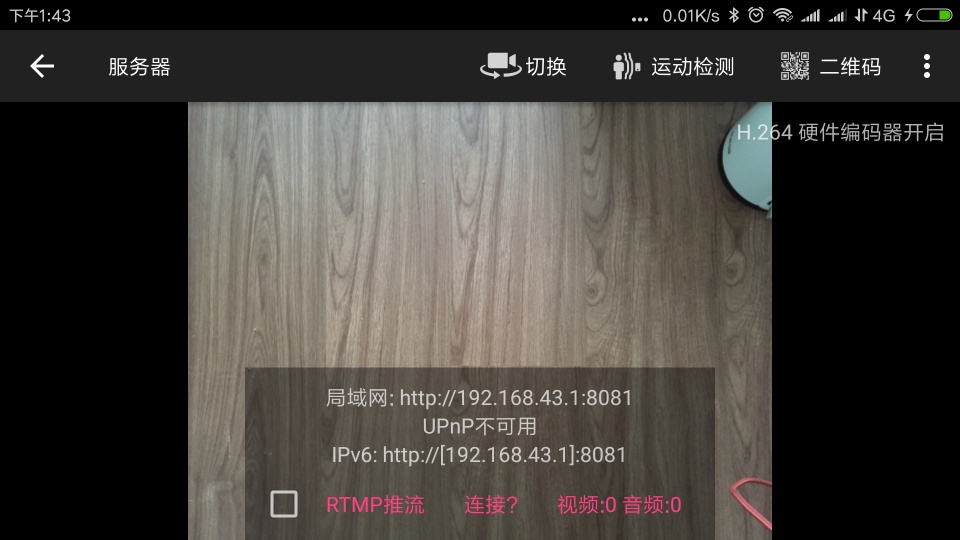 下午1:43
... 0.01K/s 4G
服务器 切换 运动检测 二维码
H.264 硬件编码器开启
局域网: http://192.168.43.1:8081
UPnP不可用
IPv6: http://[192.168.43.1]:8081
RTMP推流 连接? 视频:0 音频:0